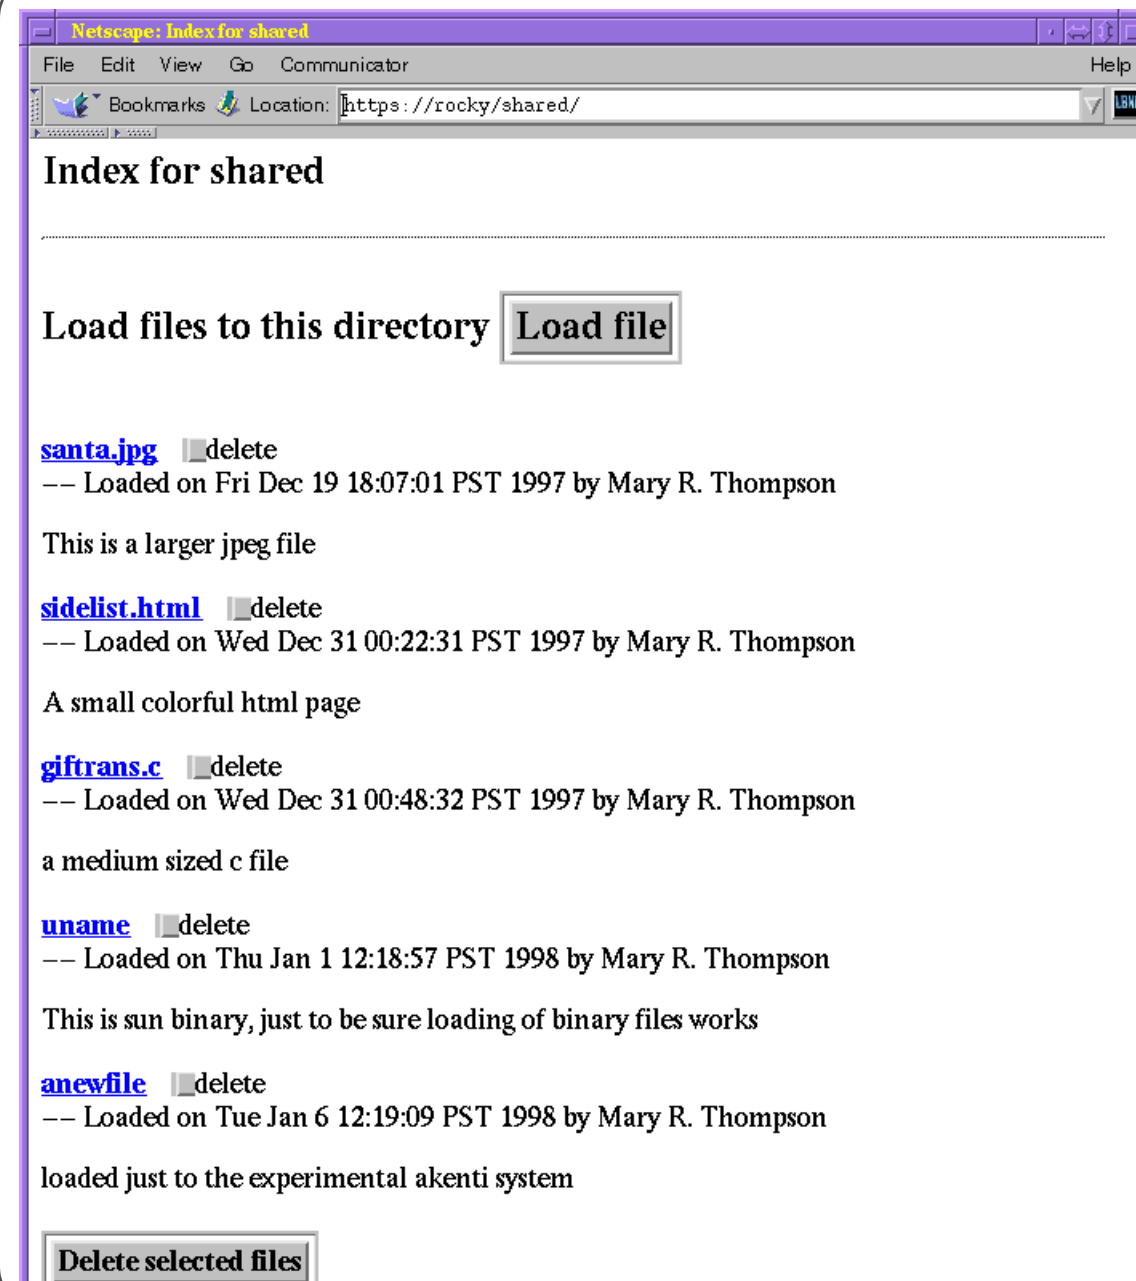 Netscape: Index for shared
File Edit View Go Communicator Help
Bookmarks Location: https://rocky/shared/
Index for shared
Load files to this directory Load file
santa.jpg delete
-- Loaded on Fri Dec 19 18:07:01 PST 1997 by Mary R. Thompson
This is a larger jpeg file
sidelist.html delete
-- Loaded on Wed Dec 31 00:22:31 PST 1997 by Mary R. Thompson
A small colorful html page
giftrans.c delete
-- Loaded on Wed Dec 31 00:48:32 PST 1997 by Mary R. Thompson
a medium sized c file
uname delete
-- Loaded on Thu Jan 1 12:18:57 PST 1998 by Mary R. Thompson
This is sun binary, just to be sure loading of binary files works
anewfile delete
-- Loaded on Tue Jan 6 12:19:09 PST 1998 by Mary R. Thompson
loaded just to the experimental akenti system
Delete selected files